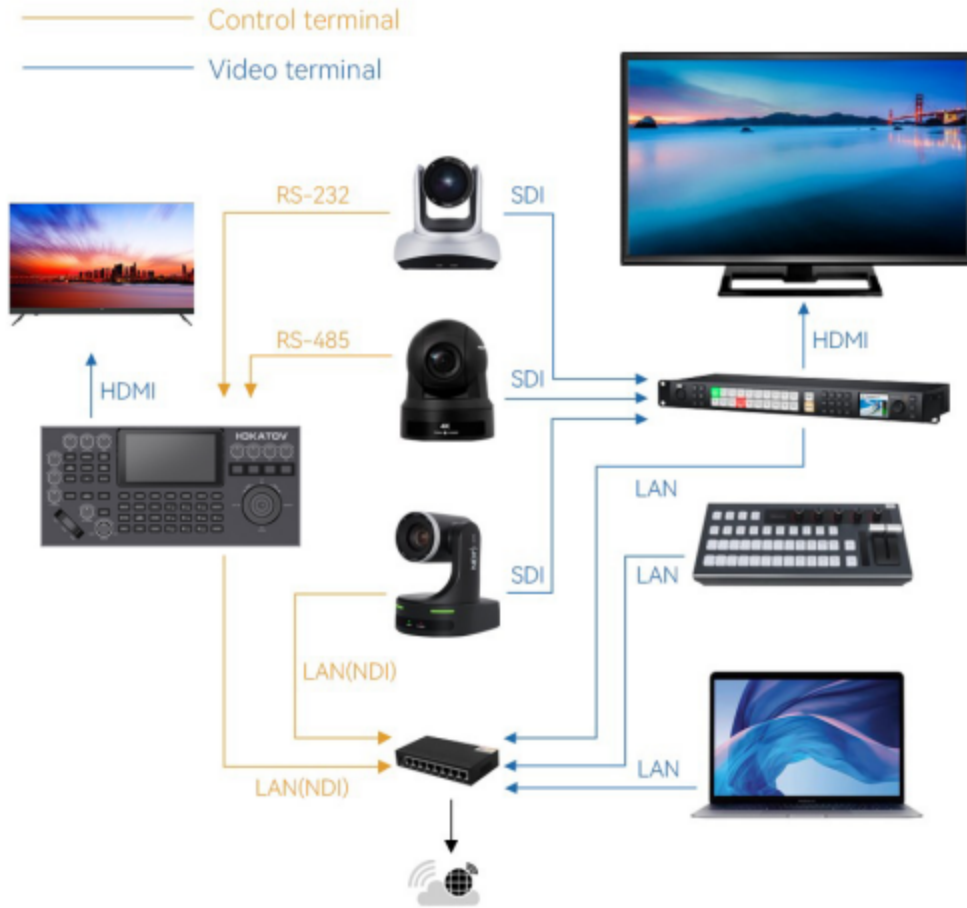 Control terminal
Video terminal
RS-232
SDI
RS-485
HDMI
SDI
HDMI
HOKATOV
4K
LAN
SDI
LAN
LAN(NDI)
LAN
LAN(NDI)